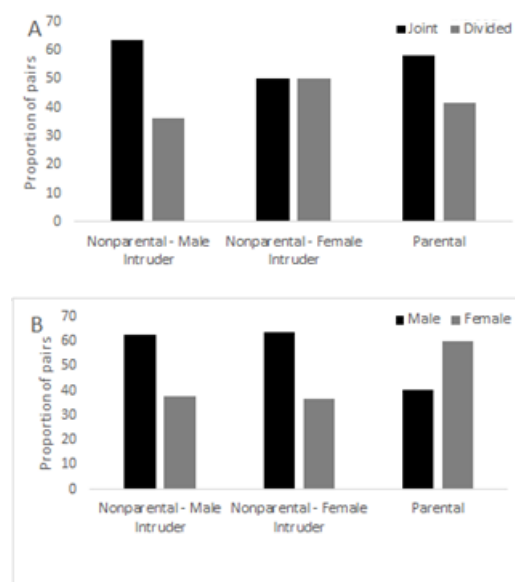 A
Joint Divided
Proportion of pairs
70
60
50
40
30
20
10
0
Nonparental - Male Intruder
Nonparental - Female Intruder
Parental
B
Male Female
Proportion of pairs
70
60
50
40
30
20
10
0
Nonparental - Male Intruder
Nonparental - Female Intruder
Parental